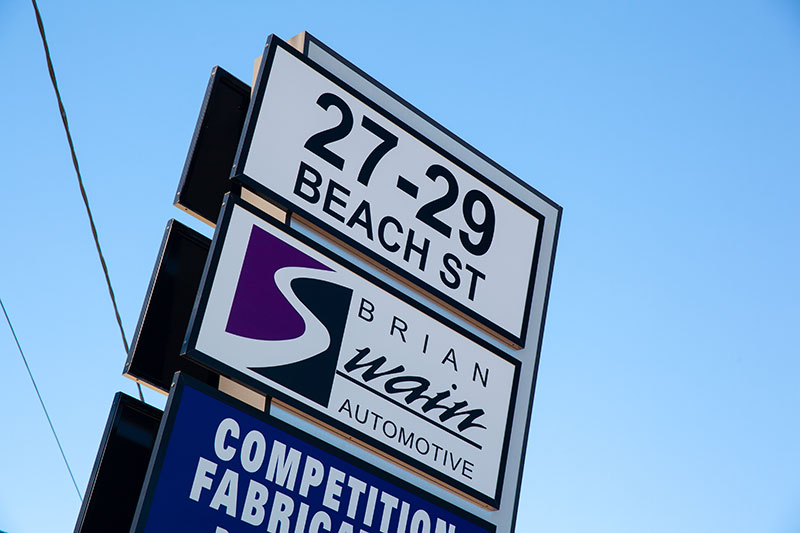 27-29
BEACH ST
BRIAN
Swain
AUTOMOTIVE
COMPETITION